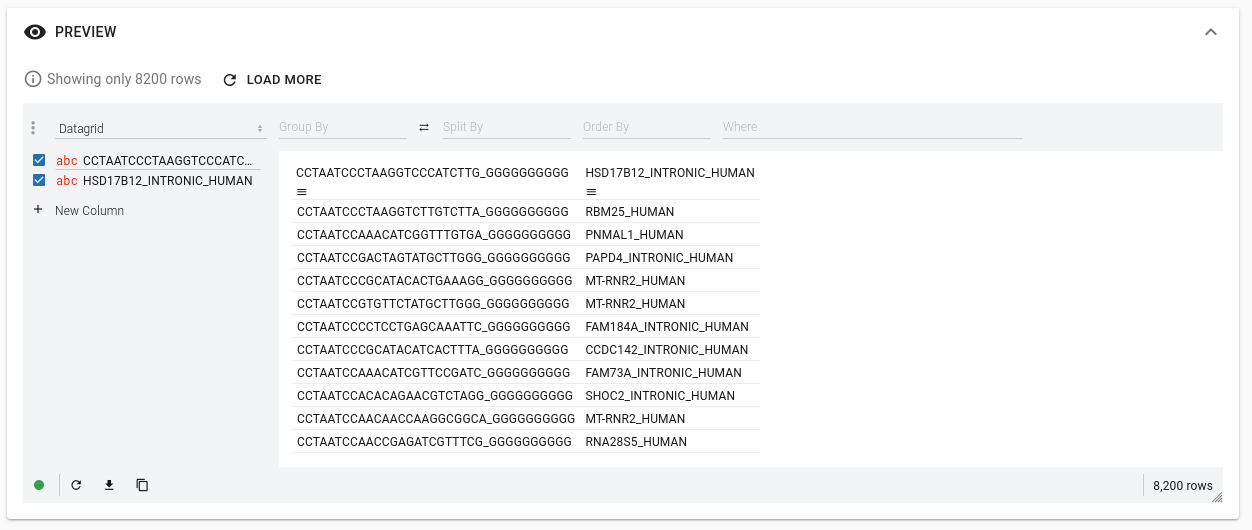 PREVIEW
Showing only 8200 rows LOAD MORE
Datagrid Group By Split By Order By Where
abc CCTAATCCCTAAGGTCCCATC...
abc HSD17B12_INTRONIC_HUMAN
New Column
CCTAATCCCTAAGGTCCCATCTTG_GGGGGGGGGG HSD17B12_INTRONIC_HUMAN
CCTAATCCCTAAGGTCTTGTCTTA_GGGGGGGGGG RBM25_HUMAN
CCTAATCCAAACATCGGTTTGTGA_GGGGGGGGGG PNMAL1_HUMAN
CCTAATCCGACTAGTATGCTTGGG_GGGGGGGGGG PAPD4_INTRONIC_HUMAN
CCTAATCCCGCATACACTGAAAGG_GGGGGGGGGG MT-RNR2_HUMAN
CCTAATCCGTGTTCTATGCTTGGG_GGGGGGGGGG MT-RNR2_HUMAN
CCTAATCCCCTCCTGAGCAAATTC_GGGGGGGGGG FAM184A_INTRONIC_HUMAN
CCTAATCCCGCATACATCACTTTA_GGGGGGGGGG CCDC142_INTRONIC_HUMAN
CCTAATCCAAACATCGTTCCGATC_GGGGGGGGGG FAM73A_INTRONIC_HUMAN
CCTAATCCACACAGAACGTCTAGG_GGGGGGGGGG SHOC2_INTRONIC_HUMAN
CCTAATCCAACAACCAAGGCGGCA_GGGGGGGGGG MT-RNR2_HUMAN
CCTAATCCAACCGAGATCGTTTCG_GGGGGGGGGG RNA28S5_HUMAN
8,200 rows